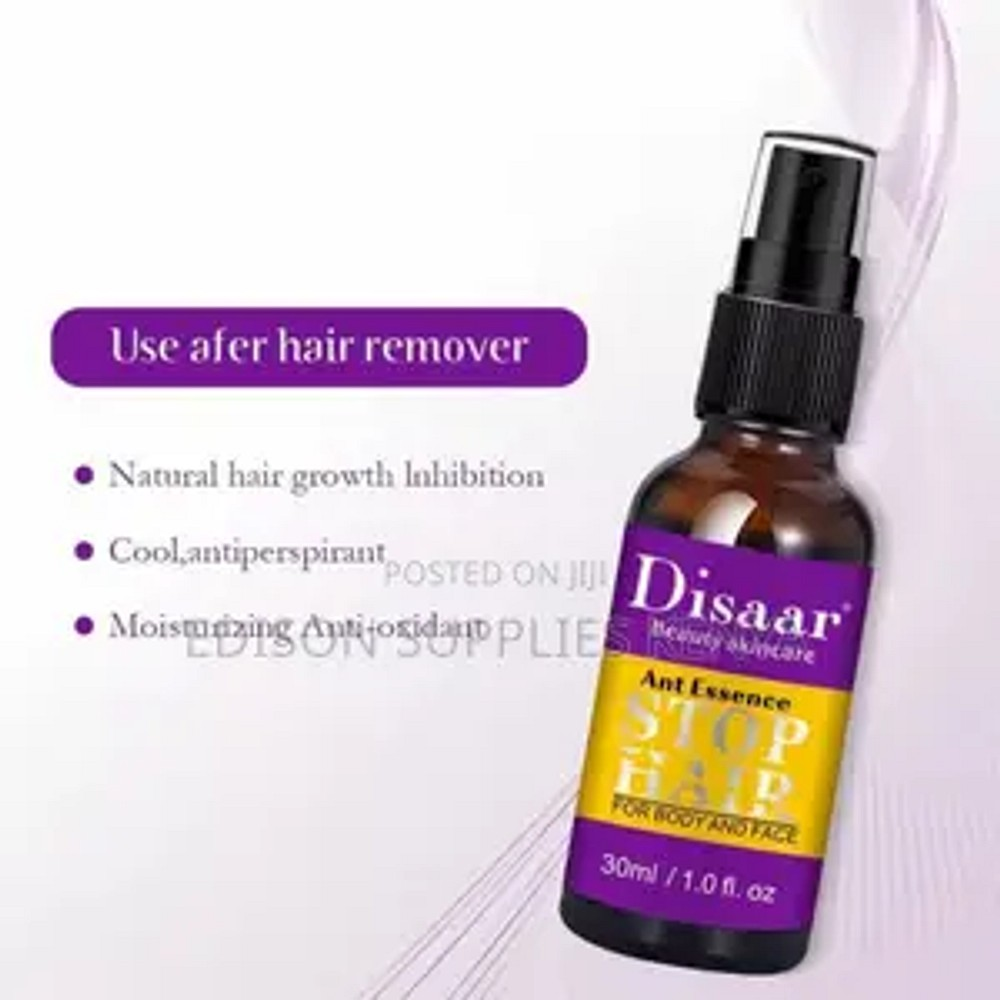 Use afer hair remover
Natural hair growth Inhibition
Cool,antiperspirant
POSTED ON JIJI
Moisturizing Anti-oxidant
EDISON SUPPLIES
Disaar
Beauty skincare
Ant Essence
STOP
HAIR
FOR BODY AND FACE
30ml / 1.0 fl. oz